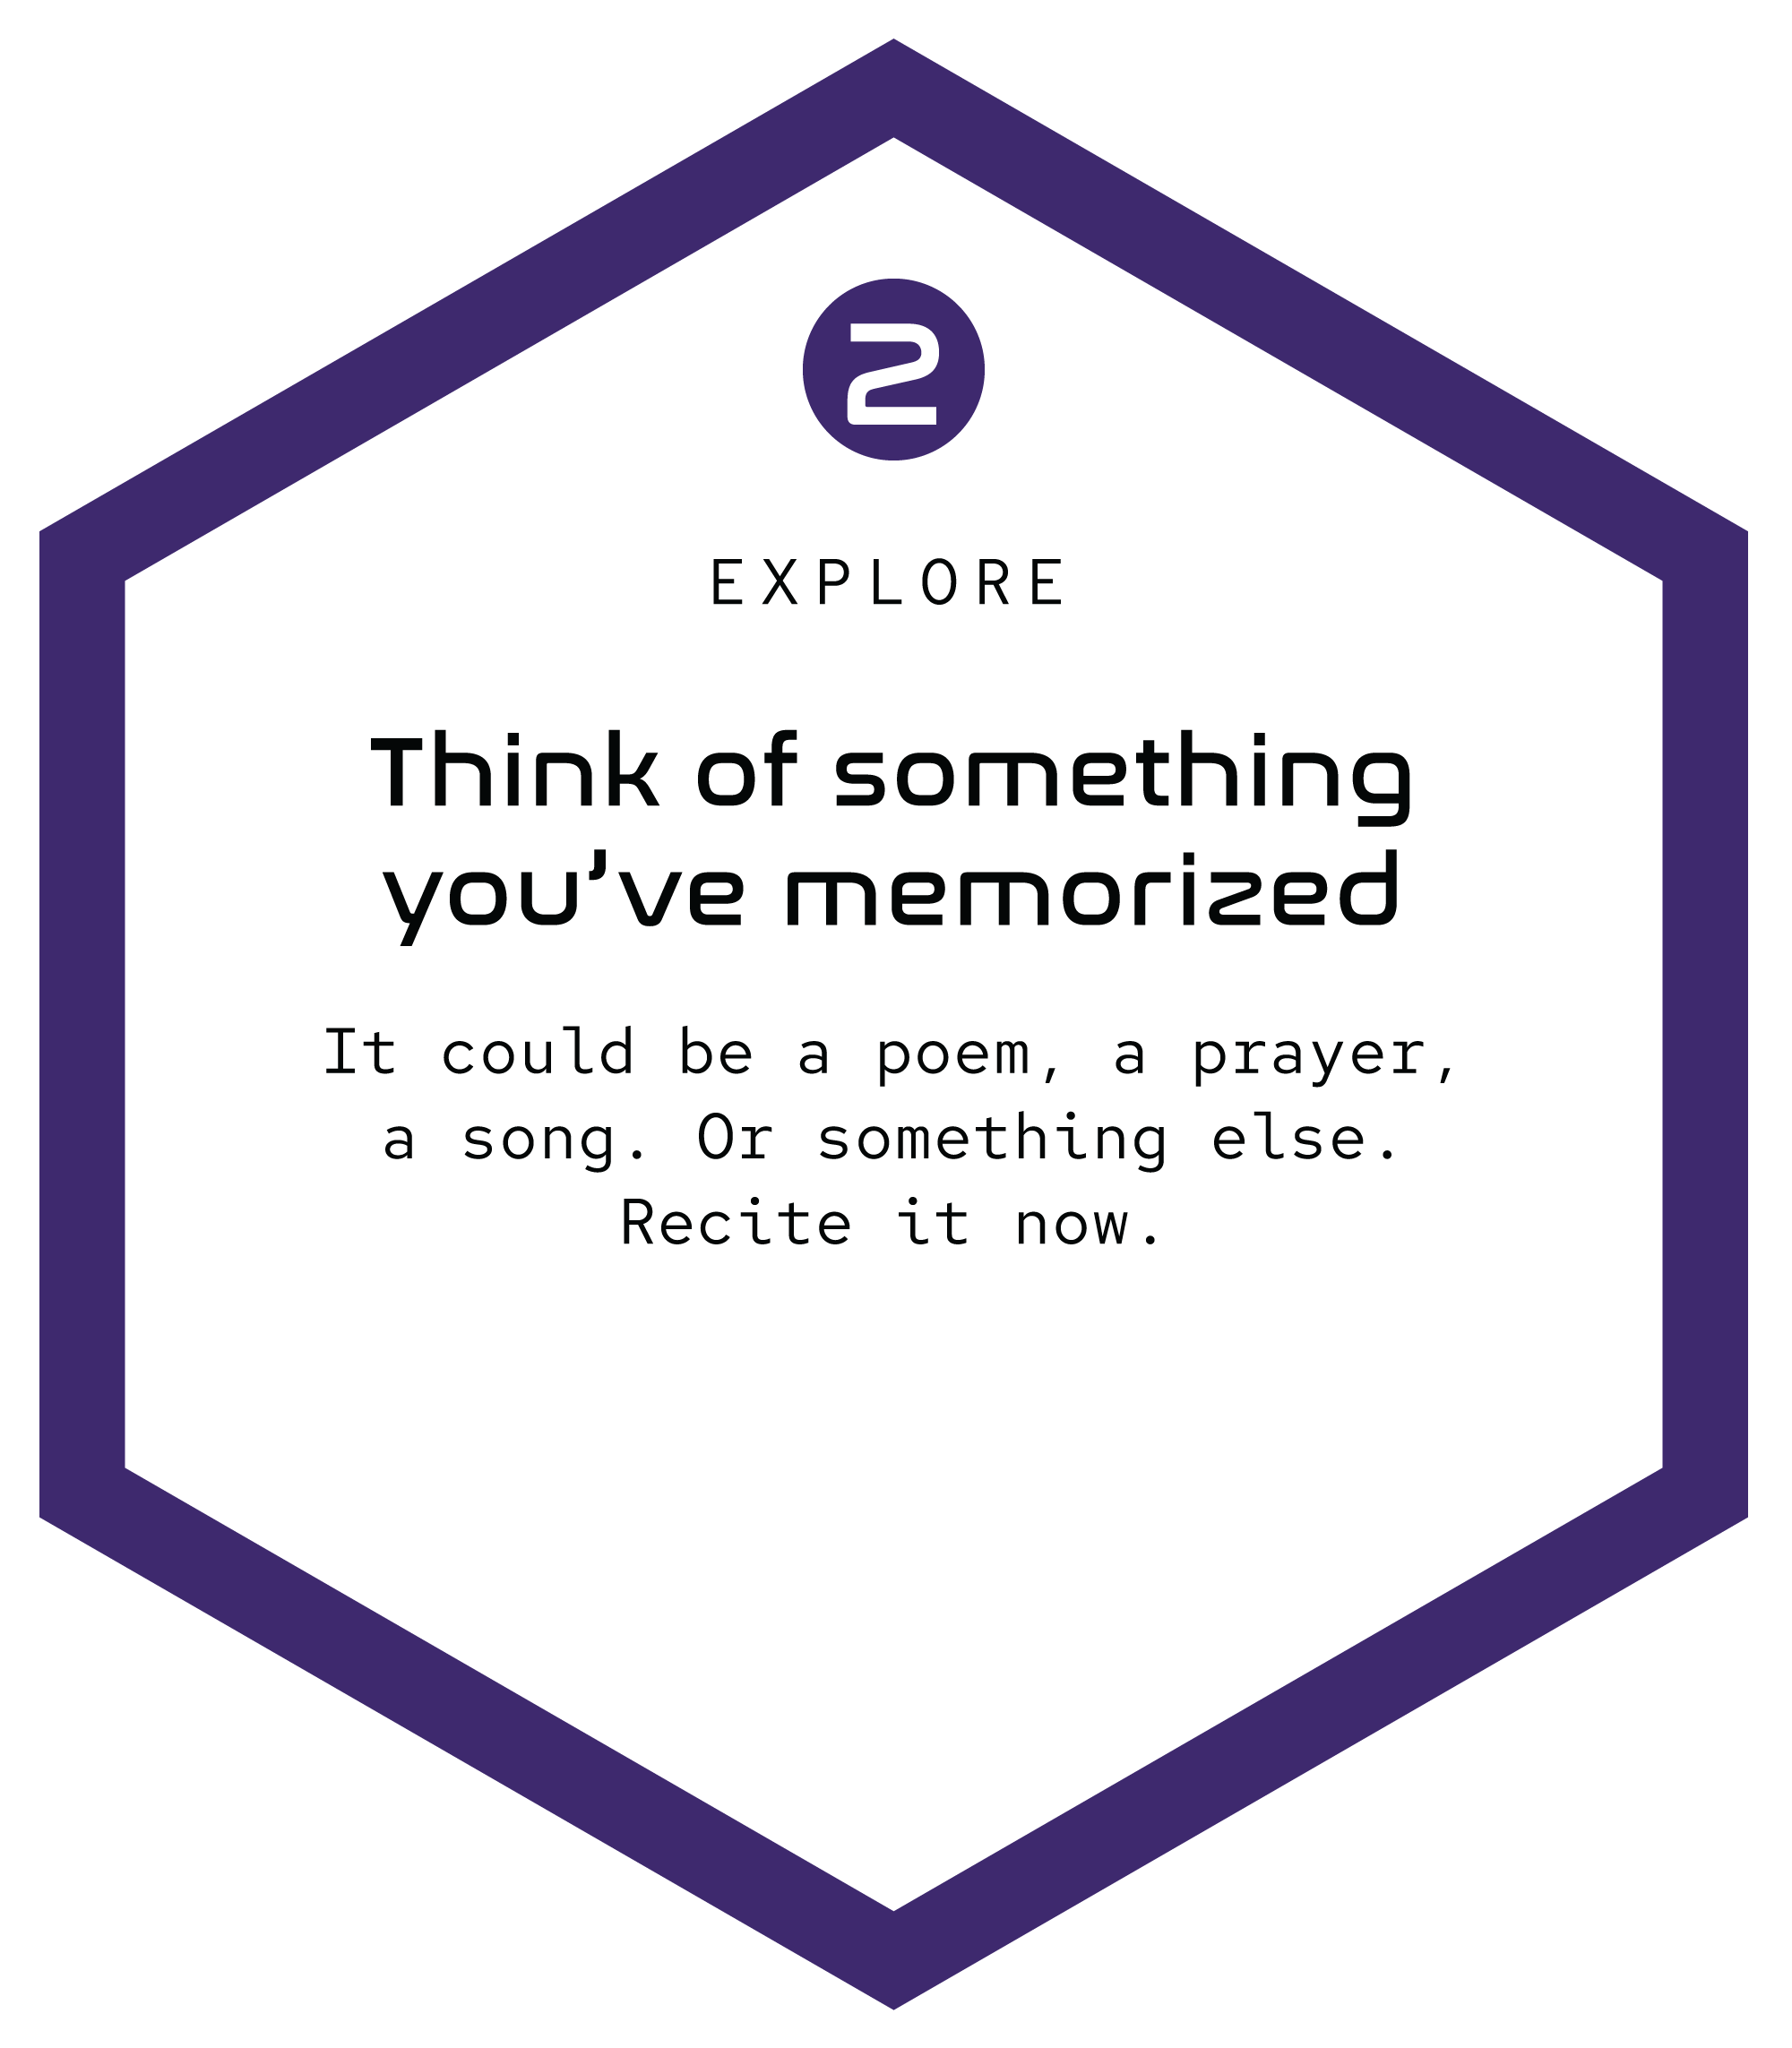 2
EXPLORE
Think of something
you’ve memorized
It could be a poem, a prayer,
a song. Or something else.
Recite it now.